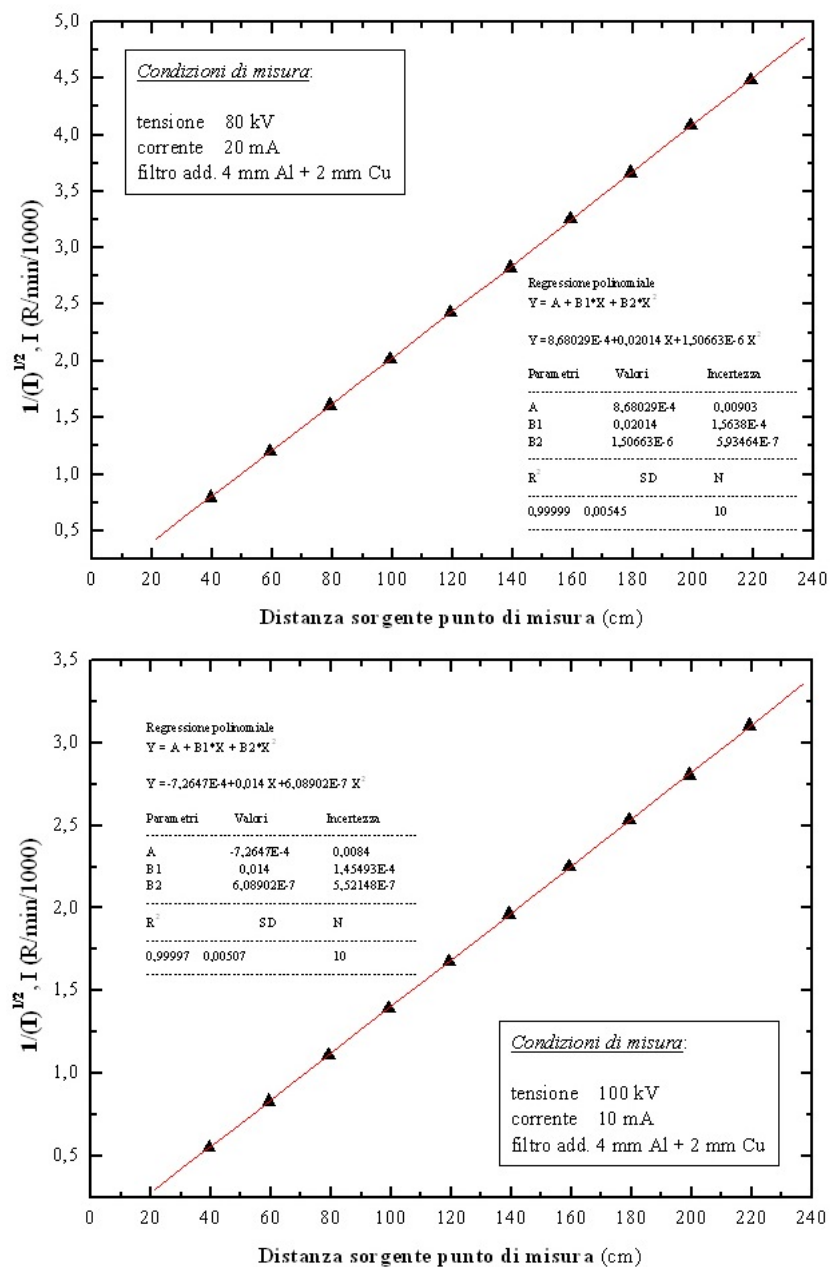 5,0
4,5
4,0
3,5
3,0
2,5
2,0
1,5
1,0
0,5
1/(I)^1/2, I (R/min/1000)
Condizioni di misura:
tensione 80 kV
corrente 20 mA
filtro add. 4 mm Al + 2 mm Cu
Regressione polinomiale
Y = A + B1*X + B2*X^2
Y =8,68029E-4+0,02014 X+1,50663E-6 X^2
Parametri Valori Incertezza
A 8,68029E-4 0,00903
B1 0,02014 1,5638E-4
B2 1,50663E-6 5,93464E-7
R^2 SD N
0,99999 0,00545 10
0 20 40 60 80 100 120 140 160 180 200 220 240
Distanza sorgente punto di misura (cm)
3,5
3,0
2,5
2,0
1,5
1,0
0,5
1/(I)^1/2, I (R/min/1000)
Regressione polinomiale
Y = A + B1*X + B2*X^2
Y =-7,2647E-4+0,014 X+6,08902E-7 X^2
Parametri Valori Incertezza
A -7,2647E-4 0,0084
B1 0,014 1,45493E-4
B2 6,08902E-7 5,52148E-7
R^2 SD N
0,99997 0,00507 10
Condizioni di misura:
tensione 100 kV
corrente 10 mA
filtro add. 4 mm Al + 2 mm Cu
0 20 40 60 80 100 120 140 160 180 200 220 240
Distanza sorgente punto di misura (cm)